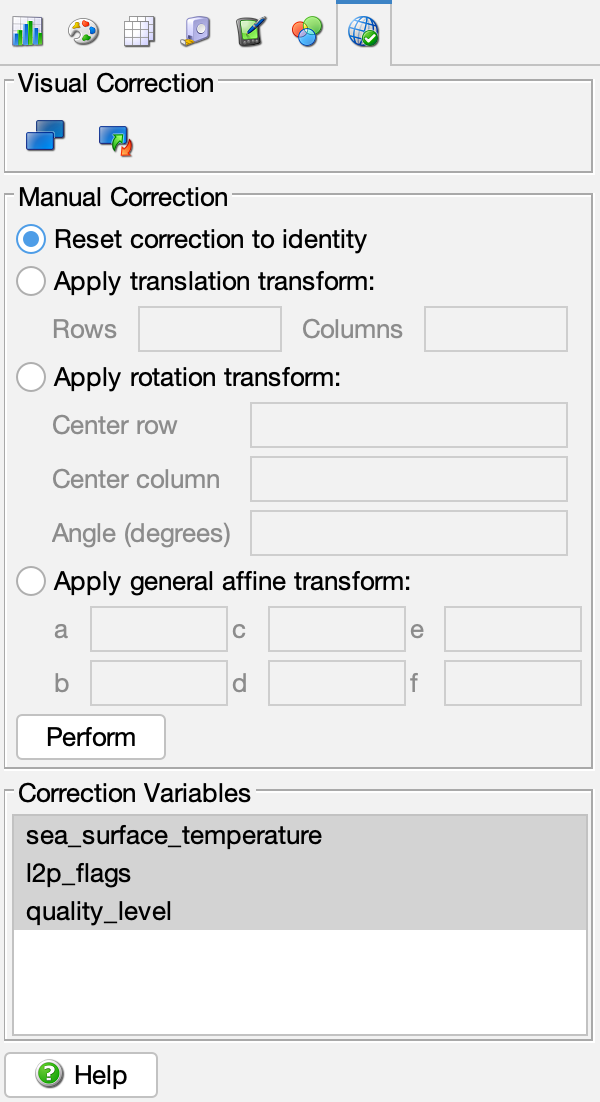 Visual Correction
Manual Correction
Reset correction to identity
Apply translation transform:
Rows Columns
Apply rotation transform:
Center row
Center column
Angle (degrees)
Apply general affine transform:
a c e
b d f
Perform
Correction Variables
sea_surface_temperature
l2p_flags
quality_level
Help